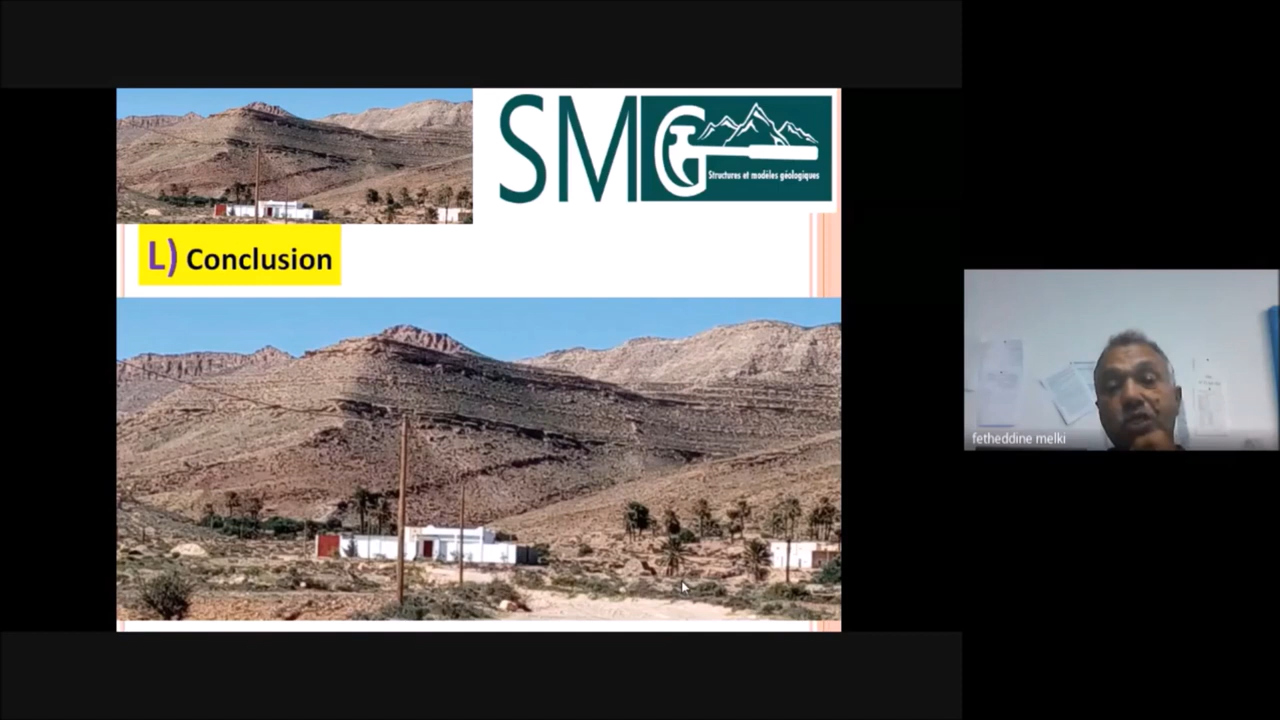 SMG
Structures et modèles géologiques
L) Conclusion
fetheddine melki